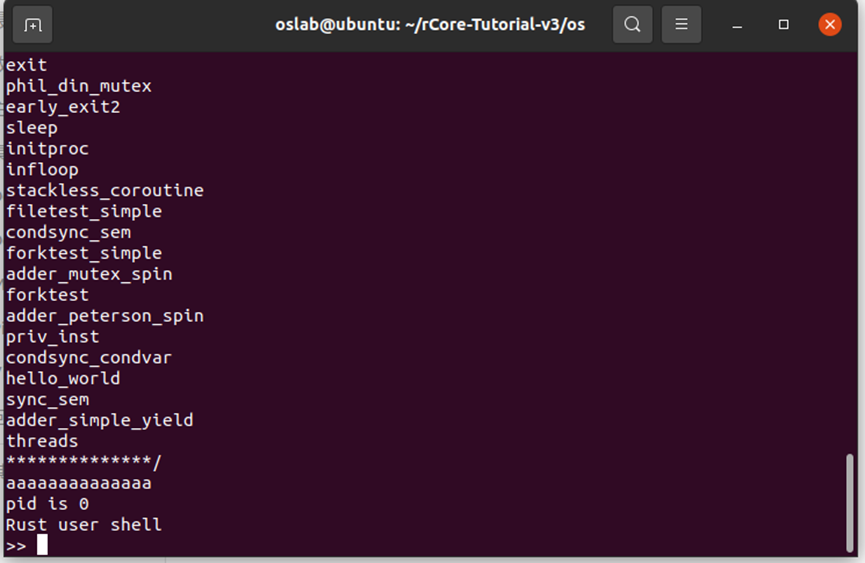 oslab@ubuntu: ~/rCore-Tutorial-v3/os
exit
phil_din_mutex
early_exit2
sleep
initproc
infloop
stackless_coroutine
filetest_simple
condsync_sem
forktest_simple
adder_mutex_spin
forktest
adder_peterson_spin
priv_inst
condsync_condvar
hello_world
sync_sem
adder_simple_yield
threads
**************/
aaaaaaaaaaaaaa
pid is 0
Rust user shell
>>